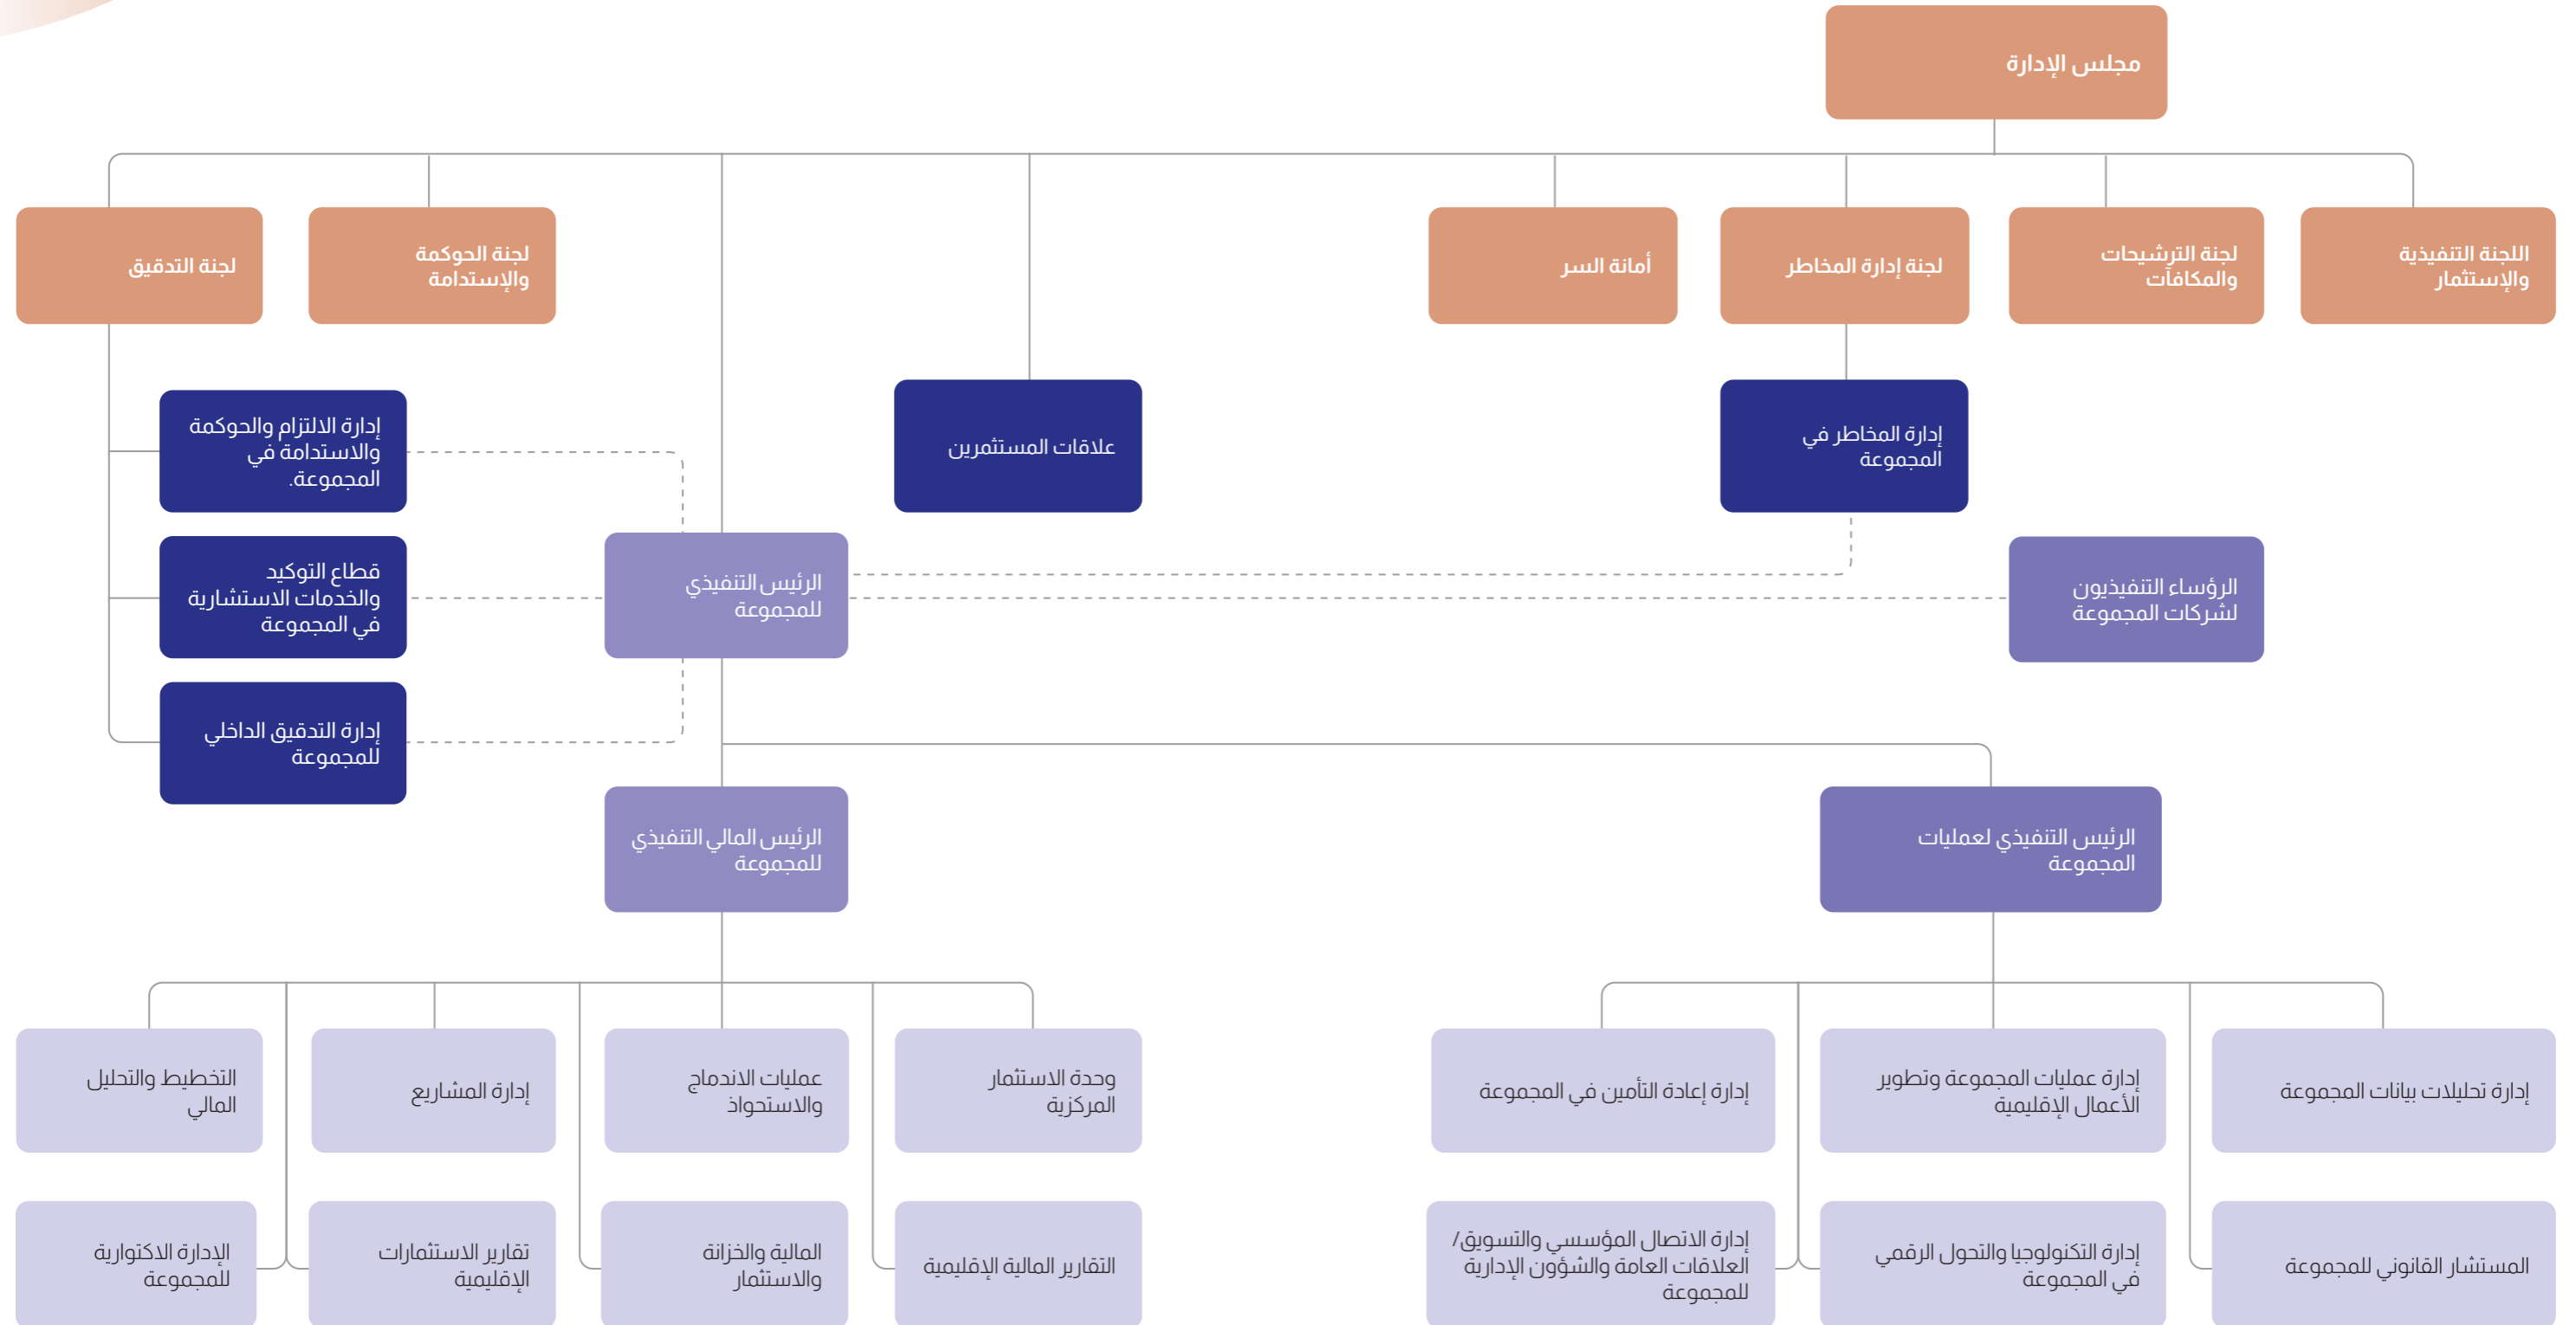 مجلس الإدارة
اللجنة التنفيذية
والإستثمار
لجنة الترشيحات
والمكافآت
لجنة إدارة المخاطر
أمانة السر
لجنة الحوكمة
والإستدامة
لجنة التدقيق
إدارة المخاطر في
المجموعة
علاقات المستثمرين
إدارة الالتزام والحوكمة
والاستدامة في
المجموعة.
الرؤساء التنفيذيون
لشركات المجموعة
الرئيس التنفيذي
للمجموعة
قطاع التوكيد
والخدمات الاستشارية
في المجموعة
إدارة التدقيق الداخلي
للمجموعة
الرئيس التنفيذي لعمليات
المجموعة
الرئيس المالي التنفيذي
للمجموعة
إدارة تحليلات بيانات المجموعة
إدارة عمليات المجموعة وتطوير
الأعمال الإقليمية
إدارة إعادة التأمين في المجموعة
وحدة الاستثمار
المركزية
عمليات الاندماج
والاستحواذ
إدارة المشاريع
التخطيط والتحليل
المالي
المستشار القانوني للمجموعة
إدارة التكنولوجيا والتحول الرقمي
في المجموعة
إدارة الاتصال المؤسسي والتسويق/
العلاقات العامة والشؤون الإدارية
للمجموعة
التقارير المالية الإقليمية
المالية والخزانة
والاستثمار
تقارير الاستثمارات
الإقليمية
الإدارة الاكتوارية
للمجموعة